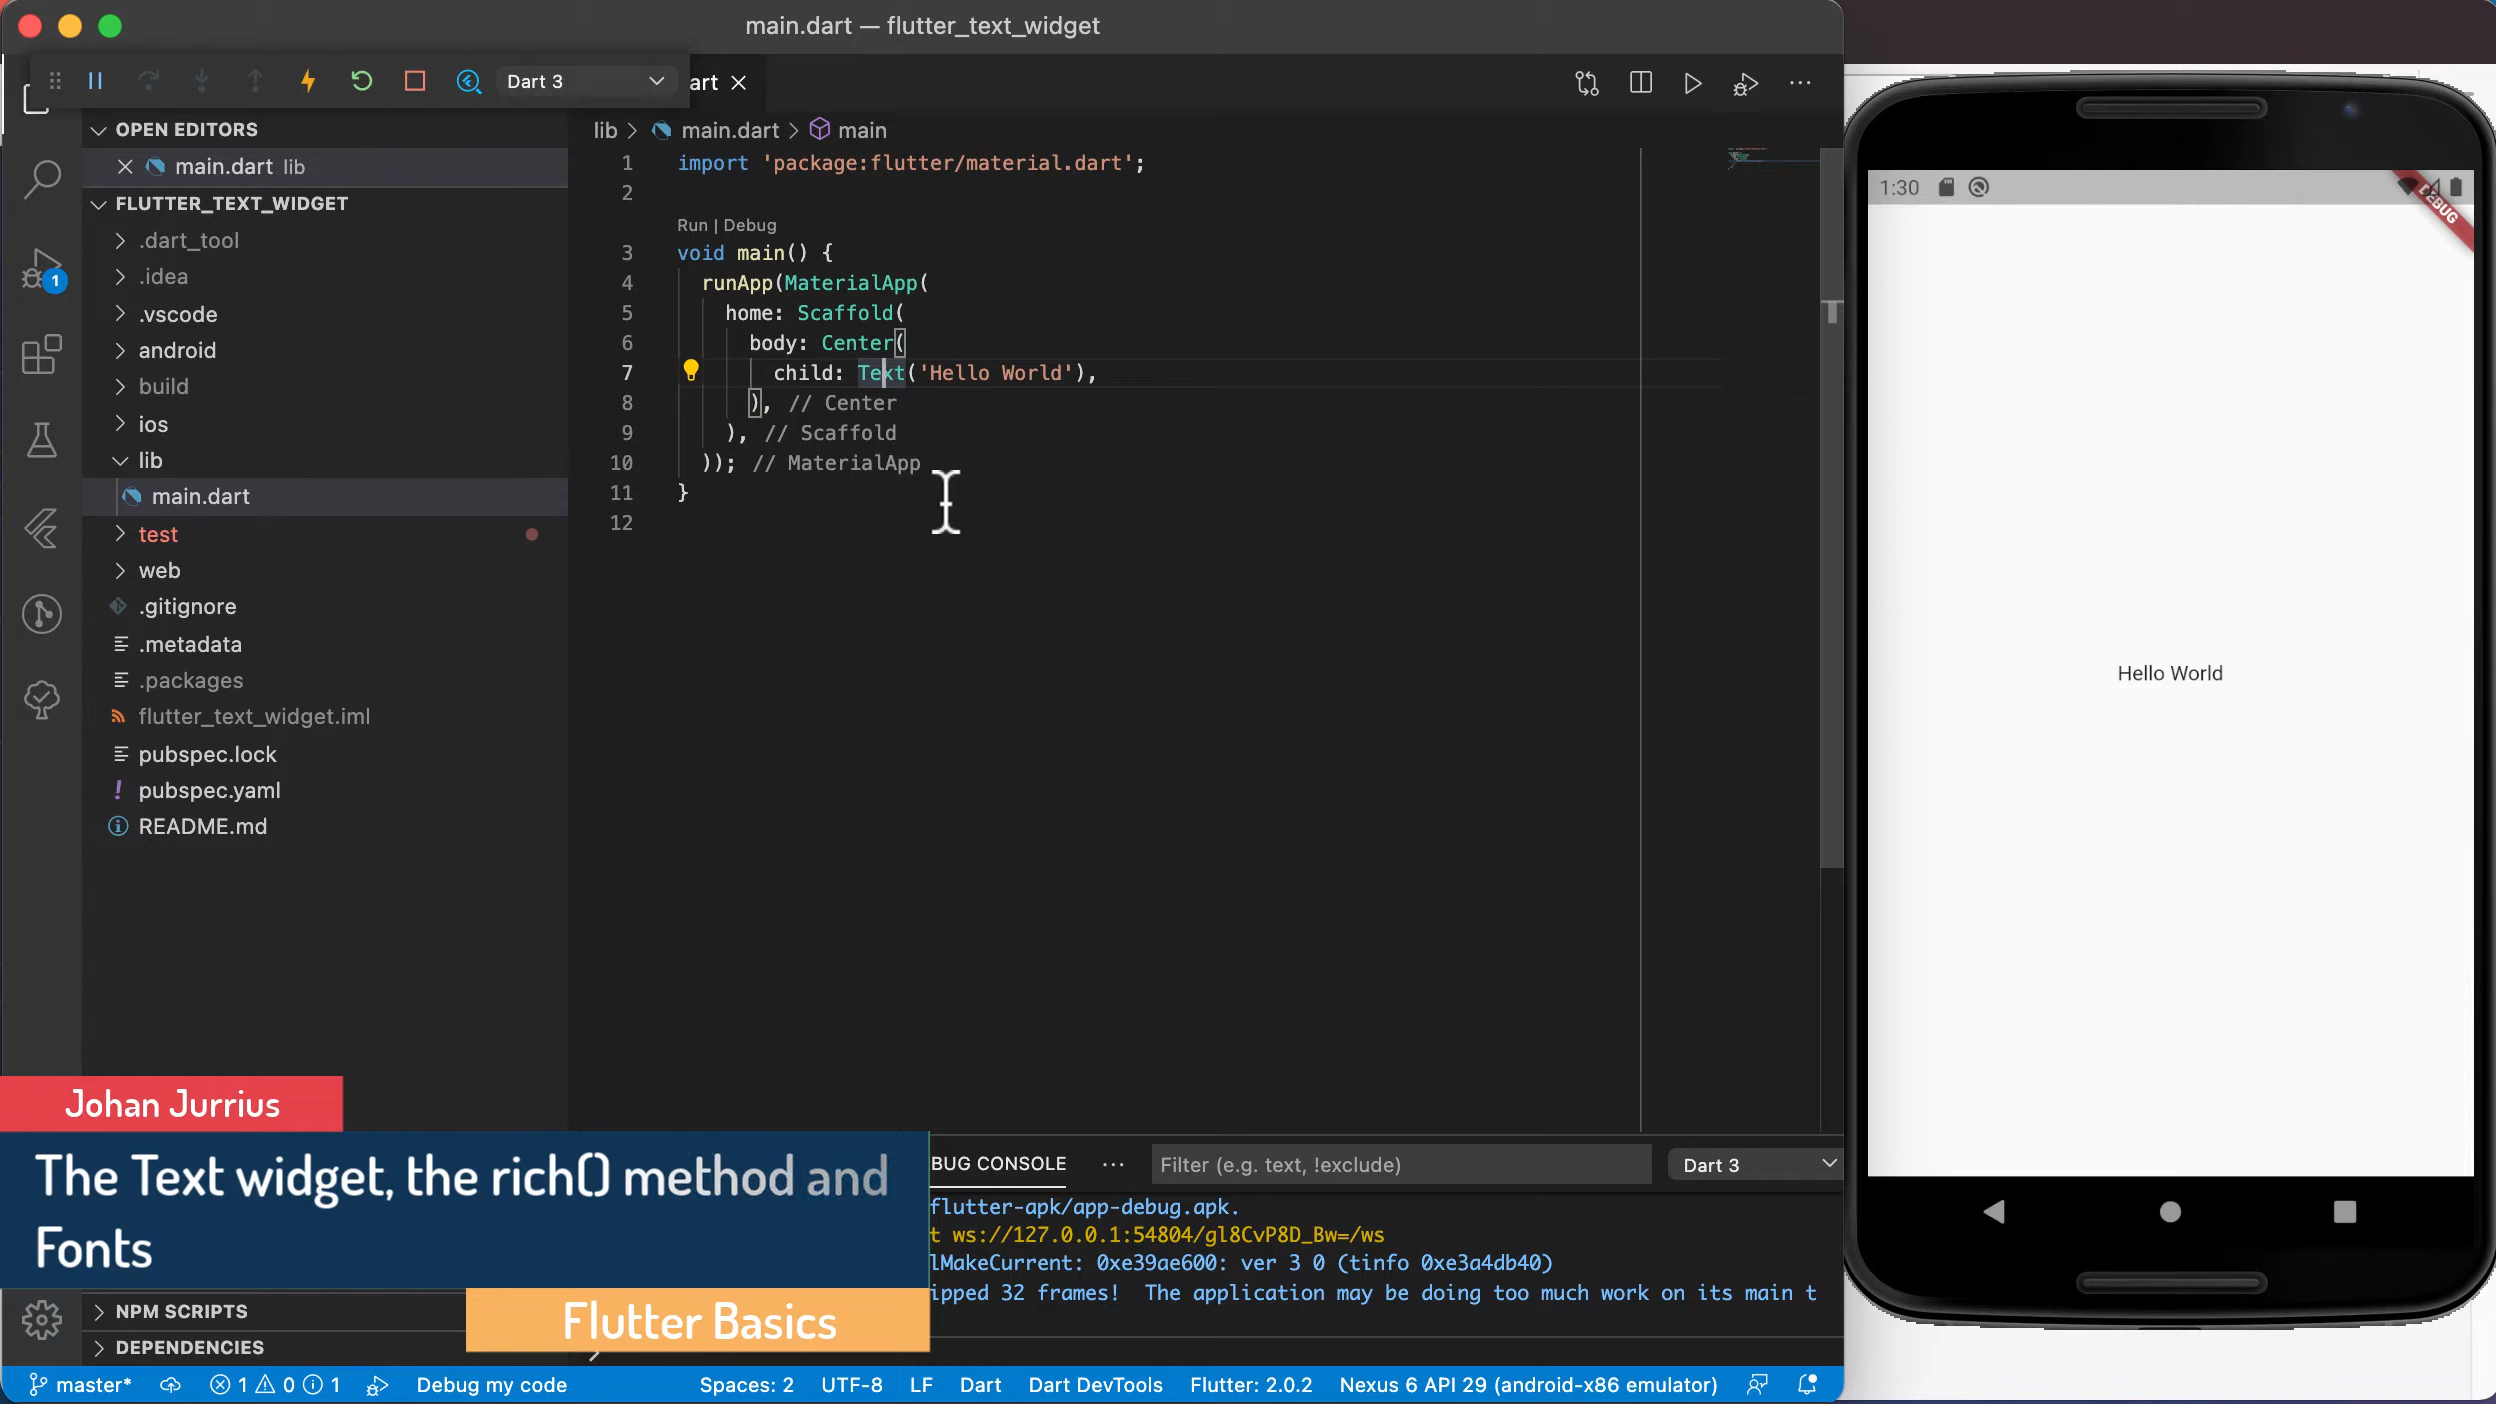 main.dart — flutter_text_widget
Dart 3
art
OPEN EDITORS
main.dart lib
FLUTTER_TEXT_WIDGET
.dart_tool
.idea
.vscode
android
build
ios
lib
main.dart
test
web
.gitignore
.metadata
.packages
flutter_text_widget.iml
pubspec.lock
pubspec.yaml
README.md
1
lib > main.dart > main
1 import 'package:flutter/material.dart';
2
Run | Debug
3 void main() {
4 runApp(MaterialApp(
5 home: Scaffold(
6 body: Center(
7 child: Text('Hello World'),
8 ), // Center
9 ), // Scaffold
10 )); // MaterialApp
11 }
12
1:30
DEBUG
Hello World
Johan Jurrius
The Text widget, the rich() method and
Fonts
Flutter Basics
BUG CONSOLE
Filter (e.g. text, !exclude)
Dart 3
flutter-apk/app-debug.apk.
t ws://127.0.0.1:54804/gl8CvP8D_Bw=/ws
lMakeCurrent: 0xe39ae600: ver 3 0 (tinfo 0xe3a4db40)
ipped 32 frames!  The application may be doing too much work on its main t
NPM SCRIPTS
DEPENDENCIES
master* 1 0 1 Debug my code Spaces: 2 UTF-8 LF Dart Dart DevTools Flutter: 2.0.2 Nexus 6 API 29 (android-x86 emulator)